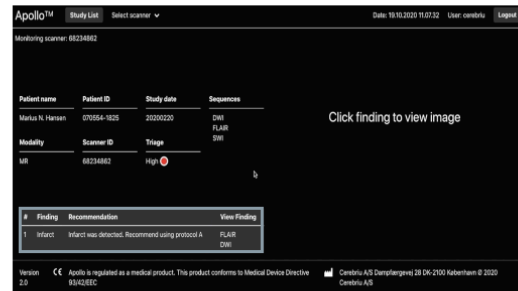 Apollo™ Study List Select scanner Date: 19.10.2020 11.07.32 User: cerebriu Logout
Monitoring scanner: 68234862
Patient name Patient ID Study date Sequences
Marius N. Hansen 070554-1825 20200220 DWI
FLAIR
SWI
Modality Scanner ID Triage
MR 68234862 High
Click finding to view image
# Finding Recommendation View Finding
1 Infarct Infarct was detected. Recommend using protocol A FLAIR
DWI
Version 2.0
CE Apollo is regulated as a medical product. This product conforms to Medical Device Directive
93/42/EEC
Cerebriu A/S Dampfærgevej 28 DK-2100 København Ø 2020
Cerebriu A/S